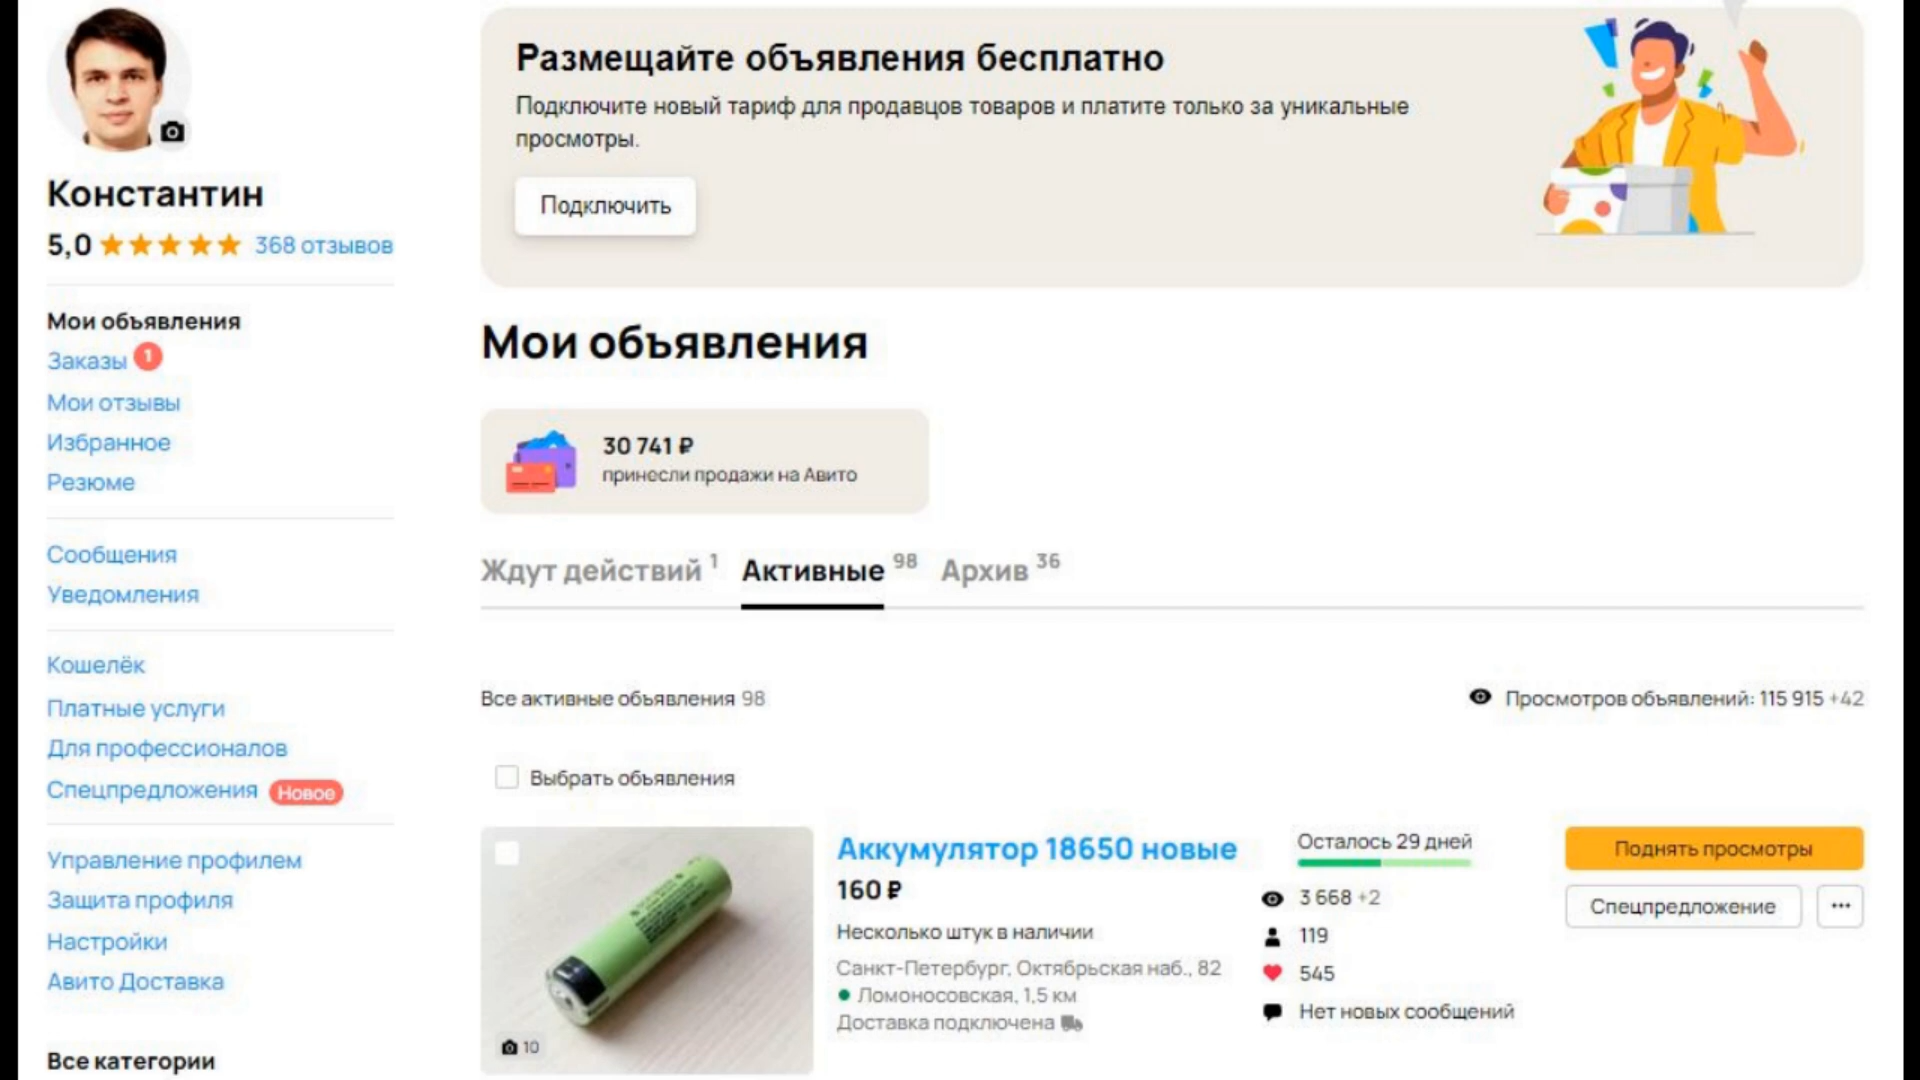 Константин
5,0 368 отзывов
Мои объявления
Заказы 1
Мои отзывы
Избранное
Резюме
Сообщения
Уведомления
Кошелёк
Платные услуги
Для профессионалов
Спецпредложения Новое
Управление профилем
Защита профиля
Настройки
Авито Доставка
Все категории
Размещайте объявления бесплатно
Подключите новый тариф для продавцов товаров и платите только за уникальные
просмотры.
Подключить
Мои объявления
30 741 ₽
принесли продажи на Авито
Ждут действий 1 Активные 98 Архив 36
Все активные объявления 98
Просмотров объявлений: 115 915 +42
Выбрать объявления
10
Аккумулятор 18650 новые
160 ₽
Несколько штук в наличии
Санкт-Петербург, Октябрьская наб., 82
Ломоносовская, 1,5 км
Доставка подключена
Осталось 29 дней
3 668 +2
119
545
Нет новых сообщений
Поднять просмотры
Спецпредложение ...